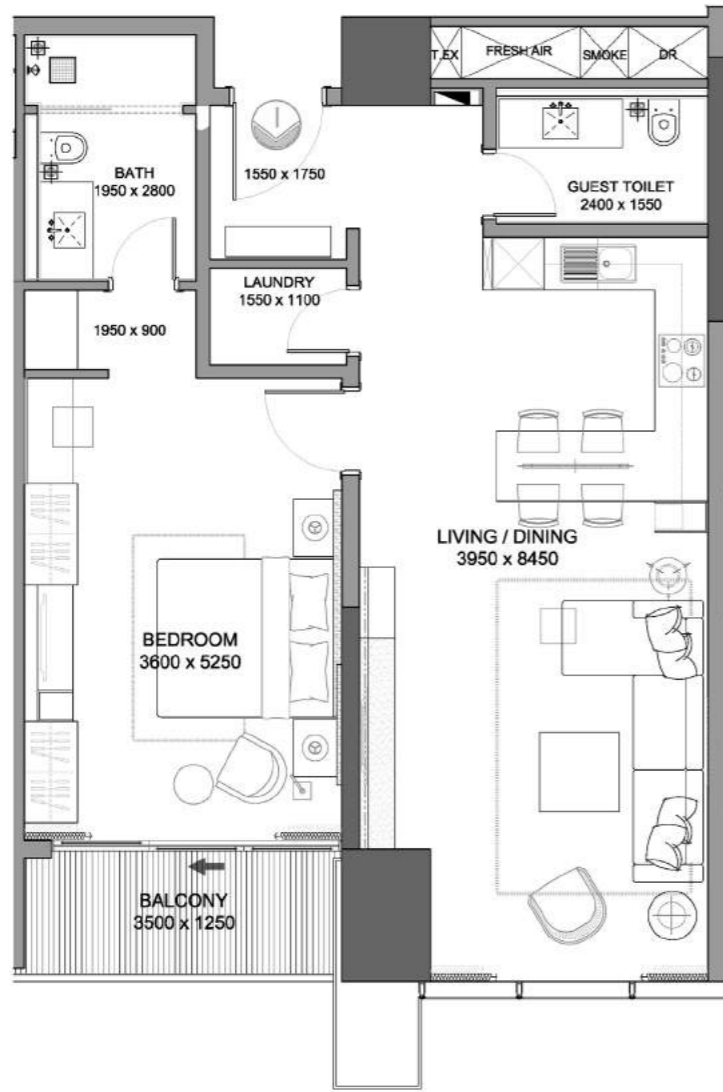 T.EX
FRESH AIR
SMOKE
DR
BATH
1950 x 2800
1550 x 1750
GUEST TOILET
2400 x 1550
LAUNDRY
1550 x 1100
1950 x 900
LIVING / DINING
3950 x 8450
BEDROOM
3600 x 5250
BALCONY
3500 x 1250